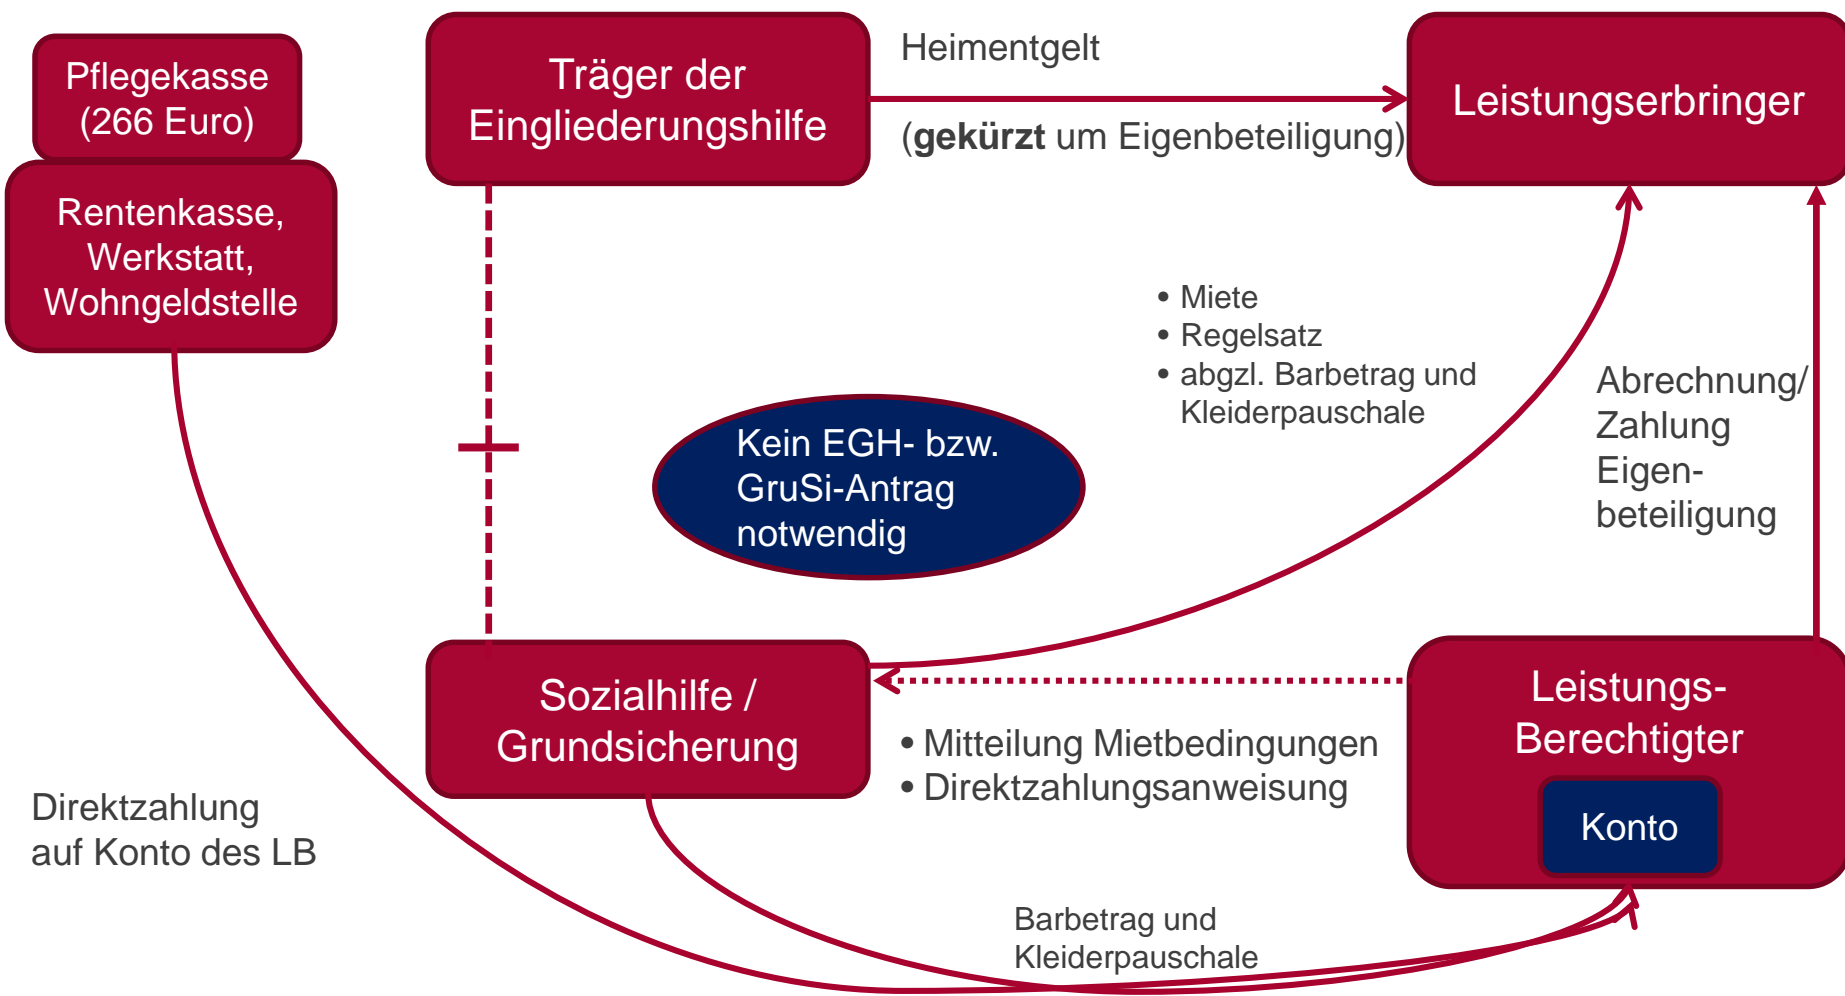 Pflegekasse
(266 Euro)
Rentenkasse,
Werkstatt,
Wohngeldstelle
Träger der
Eingliederungshilfe
Heimentgelt
(gekürzt um Eigenbeteiligung)
Leistungserbringer
• Miete
• Regelsatz
• abgzl. Barbetrag und
Kleiderpauschale
Abrechnung/
Zahlung
Eigen-
beteiligung
Kein EGH- bzw.
GruSi-Antrag
notwendig
Sozialhilfe /
Grundsicherung
• Mitteilung Mietbedingungen
• Direktzahlungsanweisung
Leistungs-
Berechtigter
Konto
Direktzahlung
auf Konto des LB
Barbetrag und
Kleiderpauschale